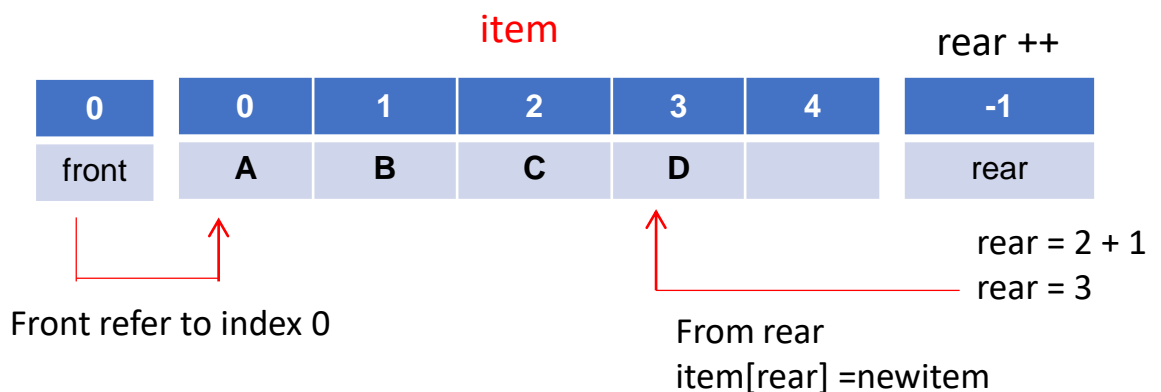 item
rear ++
0 0 1 2 3 4 -1
front A B C D rear
rear = 2 + 1
rear = 3
Front refer to index 0
From rear
item[rear] =newitem